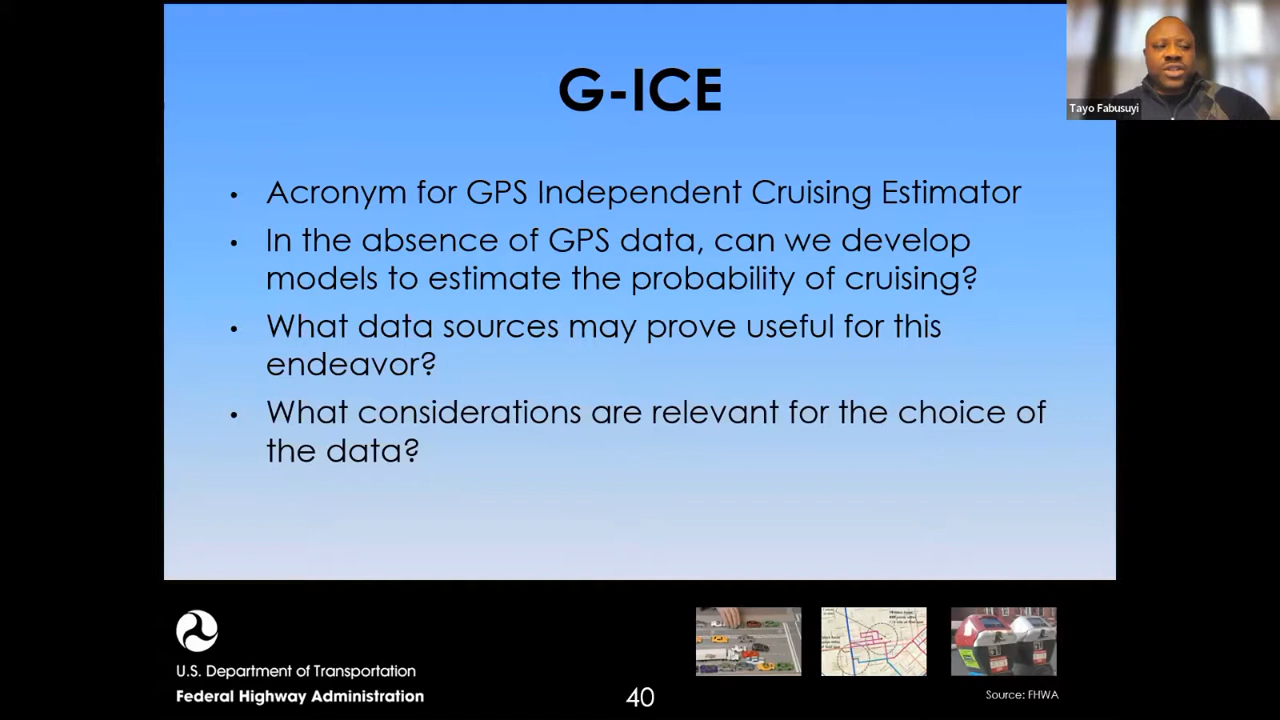 G-ICE
Tayo Fabusuyi
• Acronym for GPS Independent Cruising Estimator
• In the absence of GPS data, can we develop
models to estimate the probability of cruising?
• What data sources may prove useful for this
endeavor?
• What considerations are relevant for the choice of
the data?
U.S. Department of Transportation
Federal Highway Administration
40
Source: FHWA